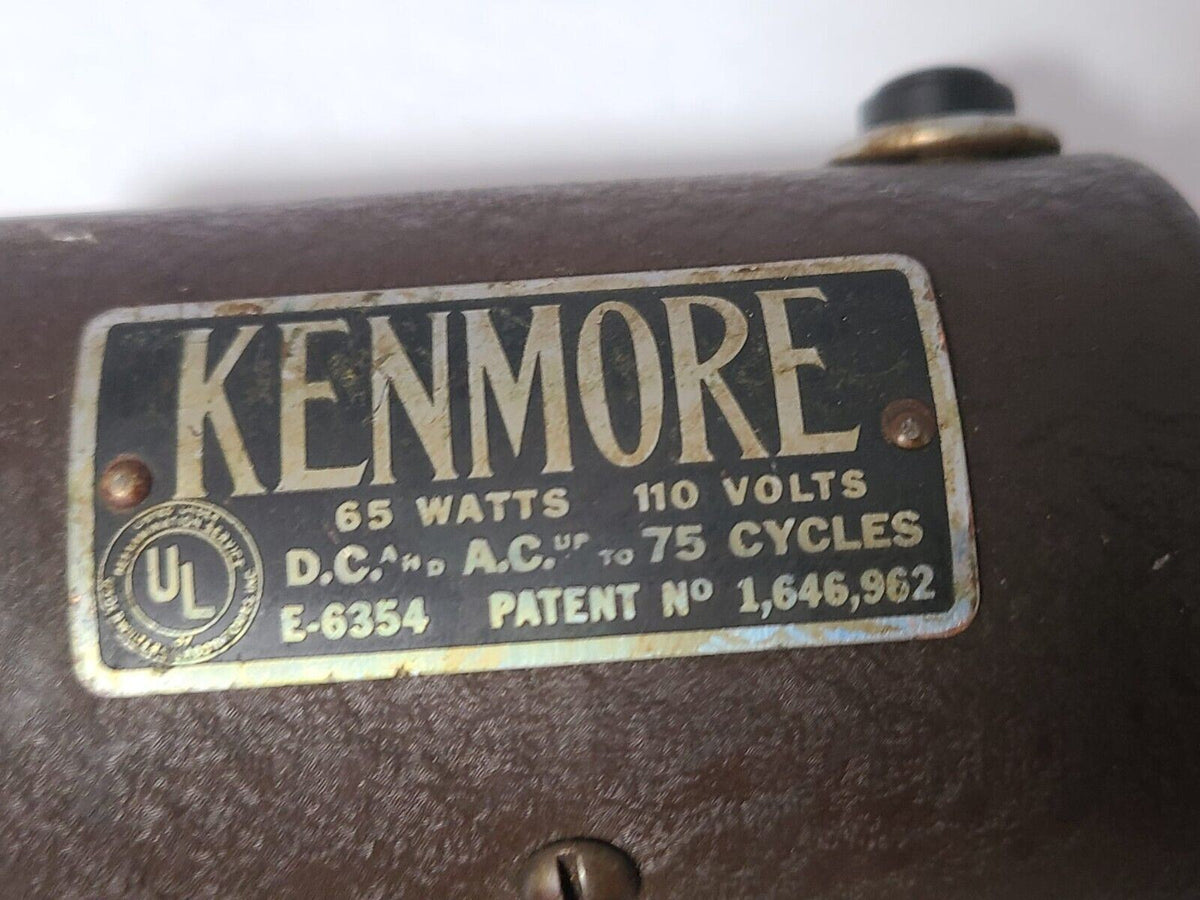 KENMORE
65 WATTS 110 VOLTS
D.C. AND A.C. UP TO 75 CYCLES
E-6354 PATENT Nº 1,646,962
UL